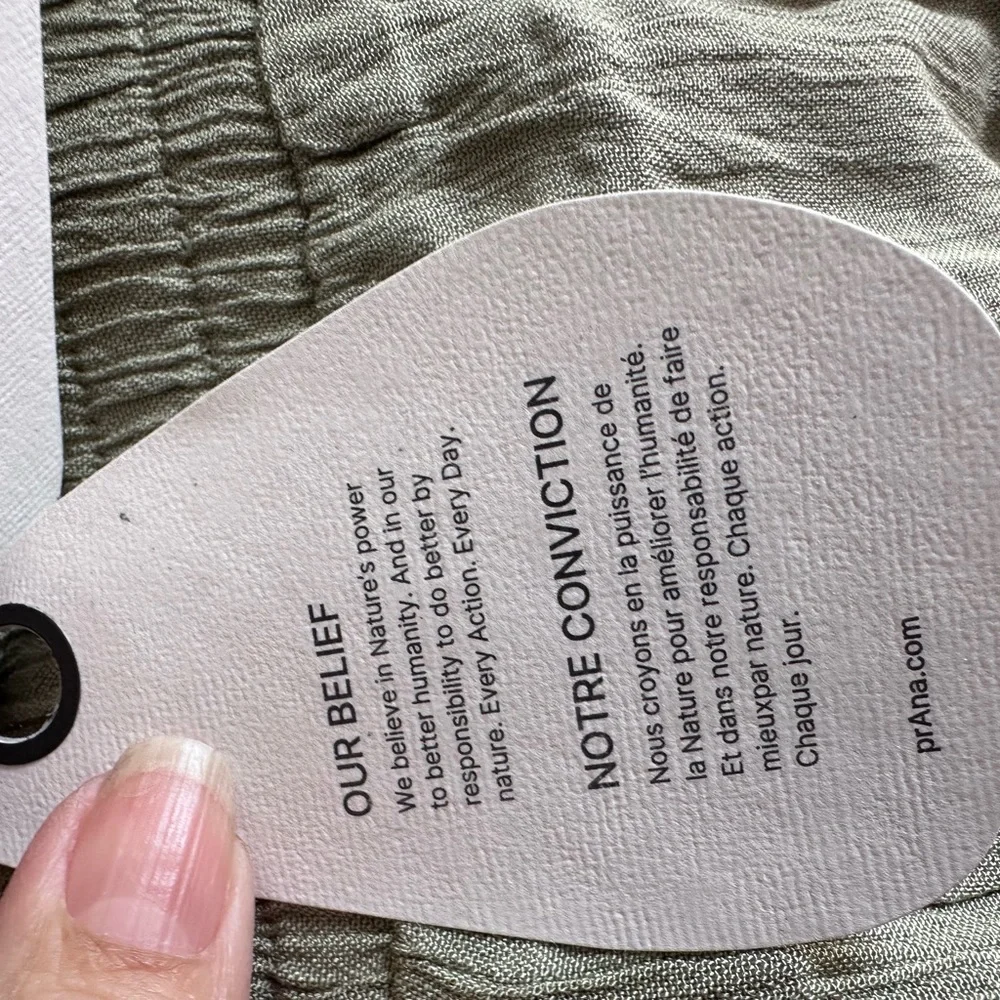 OUR BELIEF
We believe in Nature's power
to better humanity. And in our
responsibility to do better by
nature. Every Action. Every Day.
NOTRE CONVICTION
Nous croyons en la puissance de
la Nature pour améliorer l'humanité.
Et dans notre responsabilité de faire
mieuxpar nature. Chaque action.
Chaque jour.
prAna.com